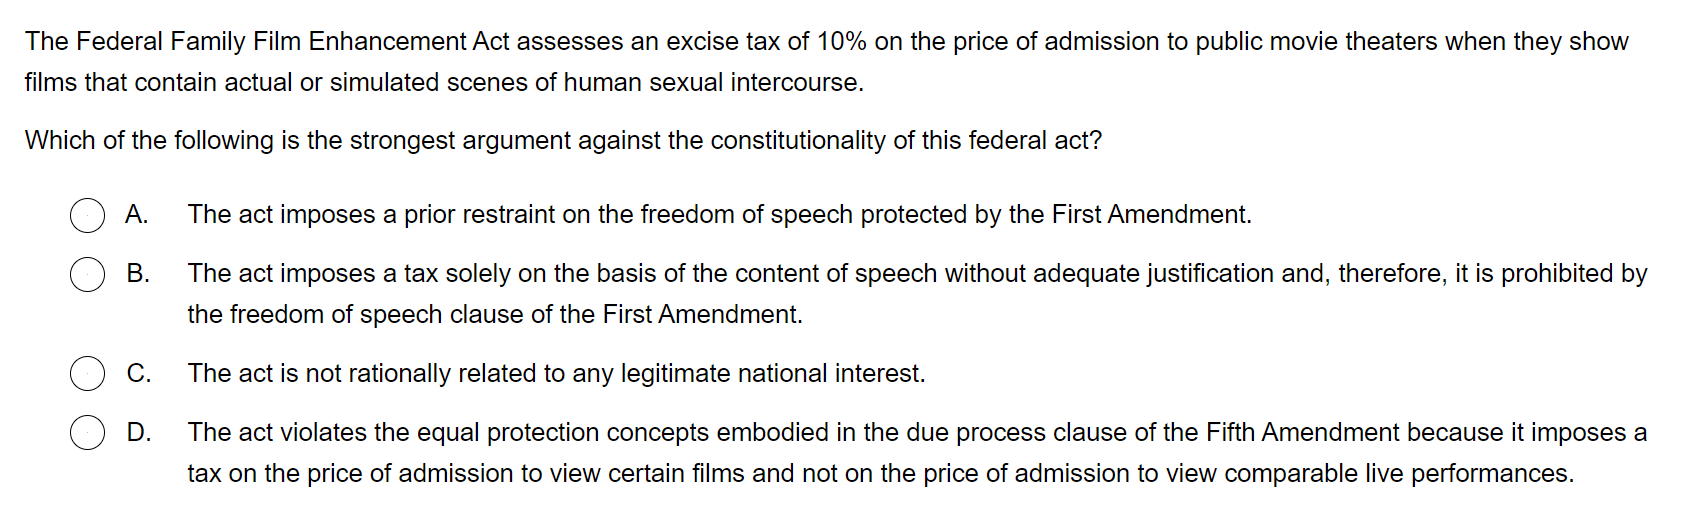 The Federal Family Film Enhancement Act assesses an excise tax of 10% on the price of admission to public movie theaters when they show
films that contain actual or simulated scenes of human sexual intercourse.
Which of the following is the strongest argument against the constitutionality of this federal act?
A. The act imposes a prior restraint on the freedom of speech protected by the First Amendment.
B. The act imposes a tax solely on the basis of the content of speech without adequate justification and, therefore, it is prohibited by
the freedom of speech clause of the First Amendment.
C. The act is not rationally related to any legitimate national interest.
D. The act violates the equal protection concepts embodied in the due process clause of the Fifth Amendment because it imposes a
tax on the price of admission to view certain films and not on the price of admission to view comparable live performances.